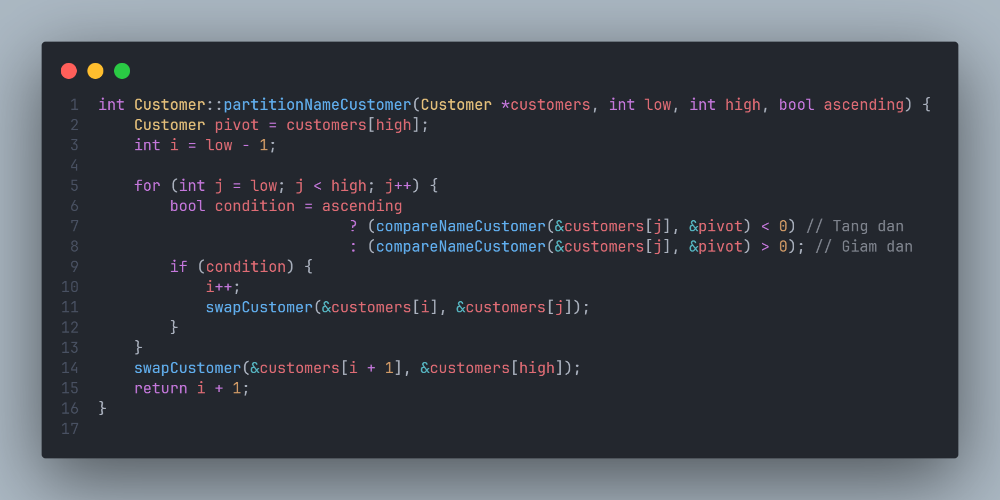 1 int Customer::partitionNameCustomer(Customer *customers, int low, int high, bool ascending) {
2     Customer pivot = customers[high];
3     int i = low - 1;
4
5     for (int j = low; j < high; j++) {
6         bool condition = ascending
7                             ? (compareNameCustomer(&customers[j], &pivot) < 0) // Tang dan
8                             : (compareNameCustomer(&customers[j], &pivot) > 0); // Giam dan
9         if (condition) {
10             i++;
11             swapCustomer(&customers[i], &customers[j]);
12         }
13     }
14     swapCustomer(&customers[i + 1], &customers[high]);
15     return i + 1;
16 }
17